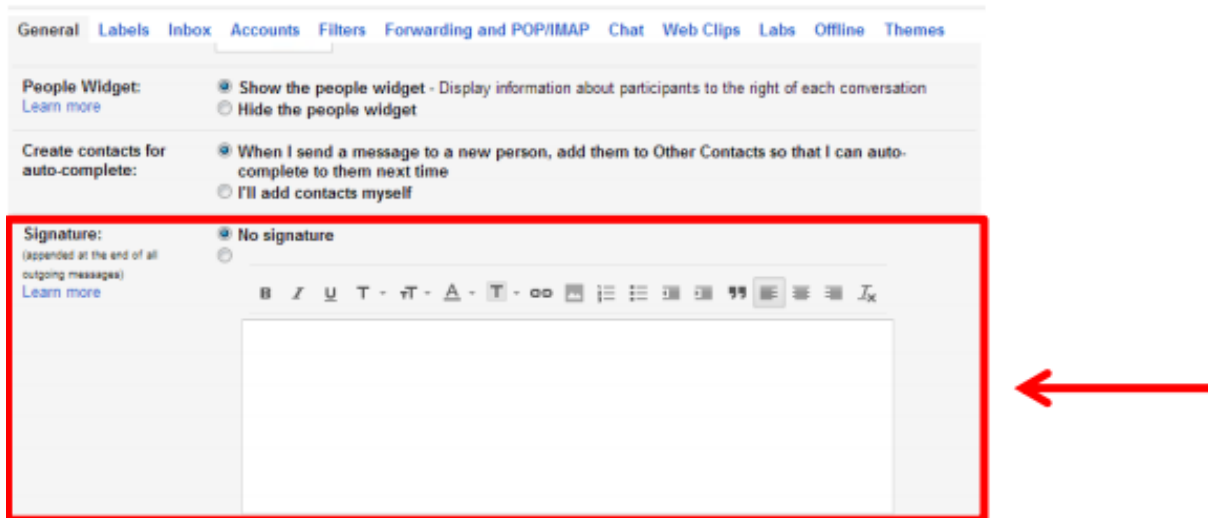 General Labels Inbox Accounts Filters Forwarding and POP/IMAP Chat Web Clips Labs Offline Themes
People Widget:
Learn more
Show the people widget - Display information about participants to the right of each conversation
Hide the people widget
Create contacts for
auto-complete:
When I send a message to a new person, add them to Other Contacts so that I can auto-
complete to them next time
I'll add contacts myself
Signature:
(appended at the end of all
outgoing messages)
Learn more
No signature